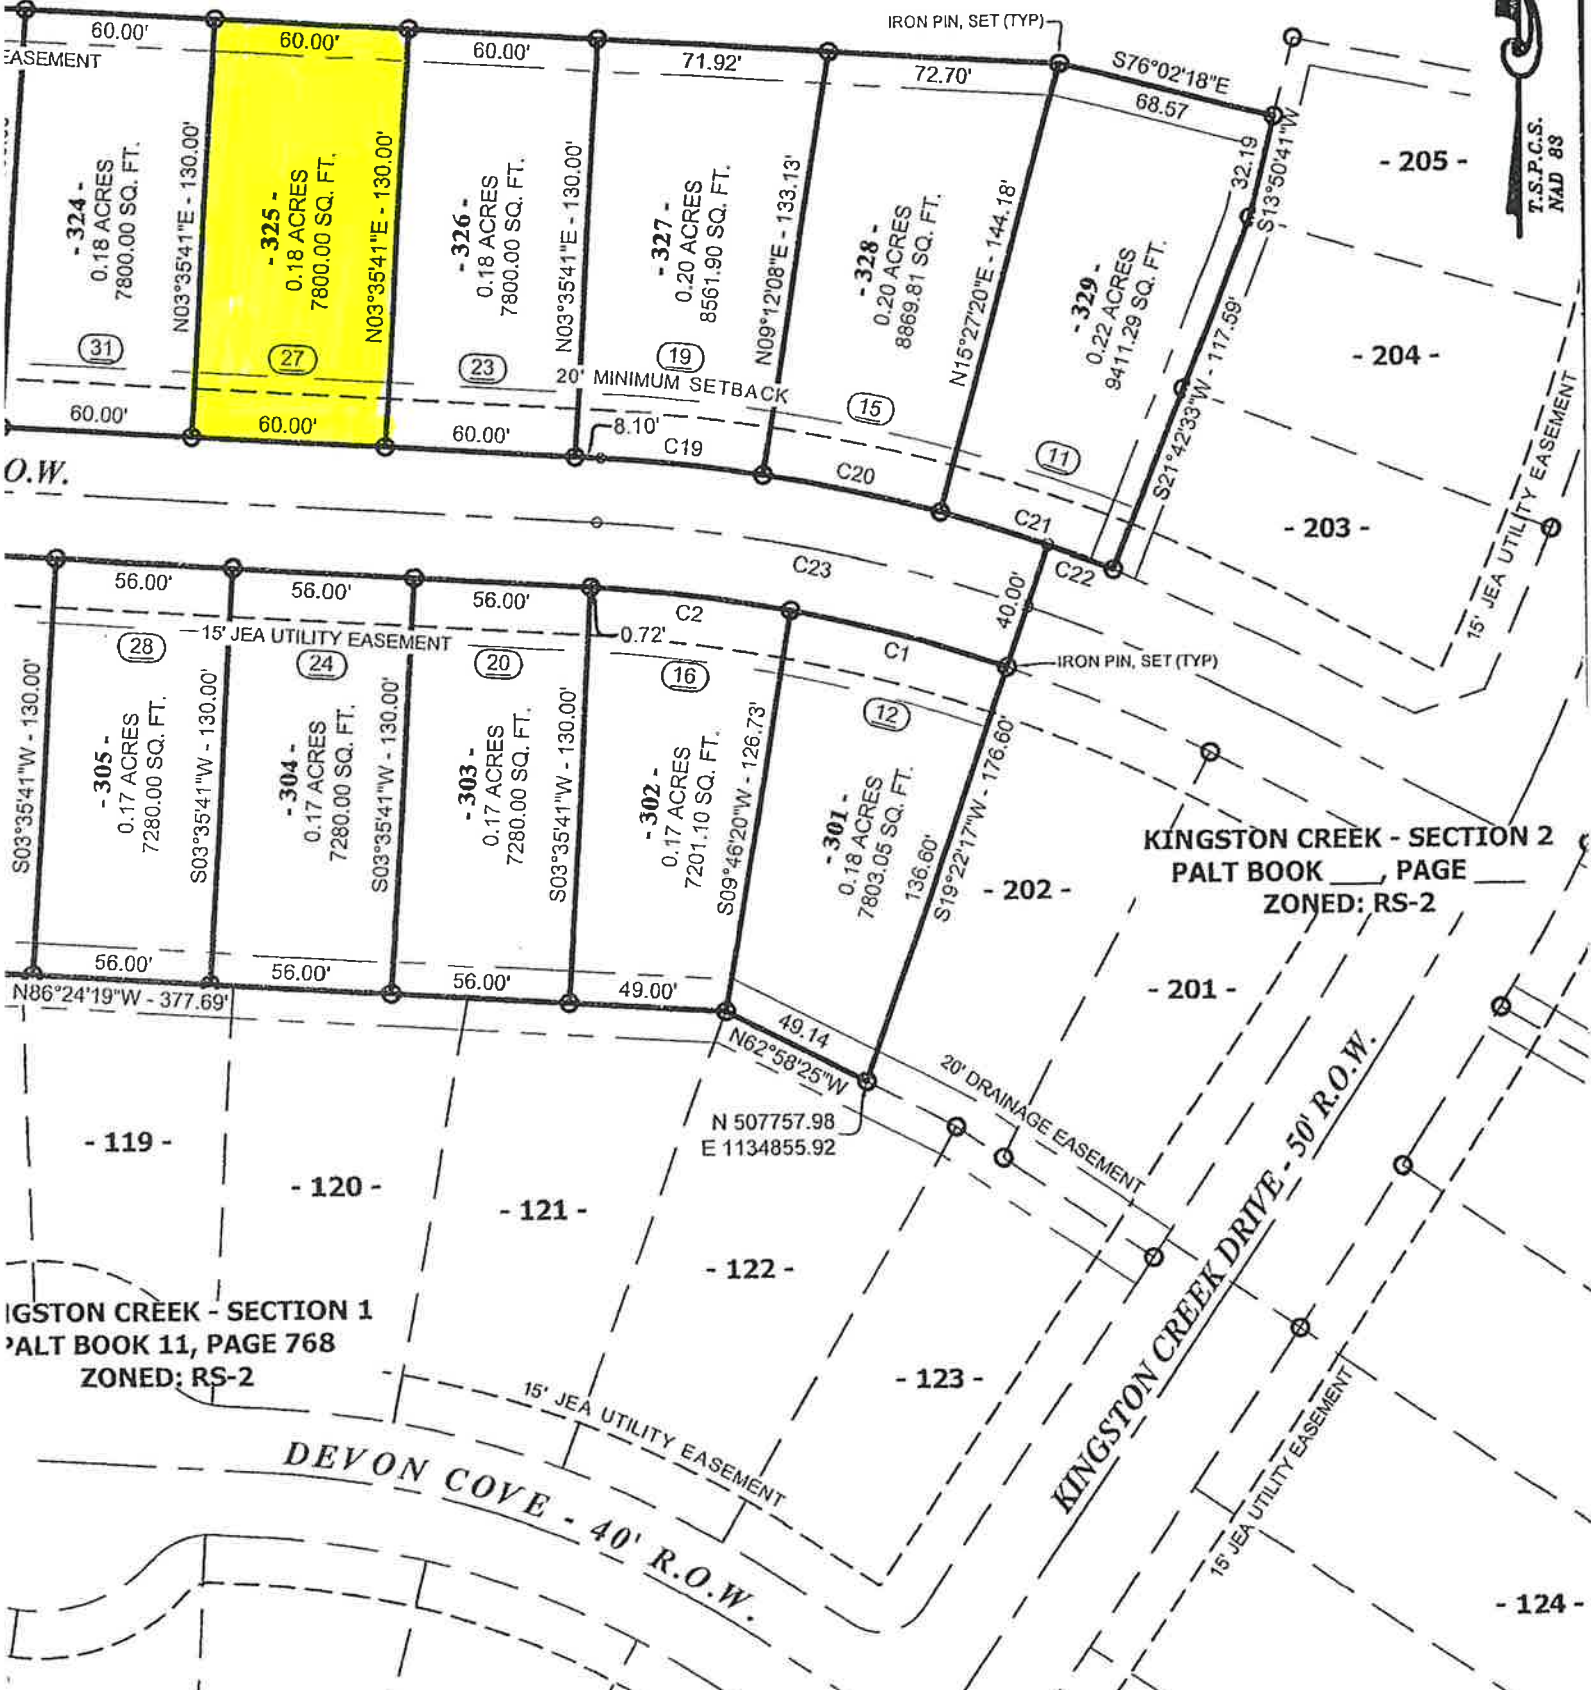 IRON PIN, SET (TYP)
60.00'
60.00'
60.00'
71.92'
72.70'
S76°02'18"E
68.57
EASEMENT
T.S.P.C.S.
NAD 83
- 324 -
0.18 ACRES
7800.00 SQ. FT.
N03°35'41"E - 130.00'
- 325 -
0.18 ACRES
7800.00 SQ. FT.
N03°35'41"E - 130.00'
- 326 -
0.18 ACRES
7800.00 SQ. FT.
N03°35'41"E - 130.00'
- 327 -
0.20 ACRES
8561.90 SQ. FT.
N09°12'08"E - 133.13'
- 328 -
0.20 ACRES
8869.81 SQ. FT.
N15°27'20"E - 144.18'
- 329 -
0.22 ACRES
9411.29 SQ. FT.
32.19
S13°50'41"W
S21°42'33"W - 117.59'
- 205 -
- 204 -
- 203 -
15' JEA UTILITY EASEMENT
31
27
23
19
15
11
20' MINIMUM SETBACK
60.00'
60.00'
60.00'
8.10'
C19
C20
C21
C22
O.W.
C23
40.00'
56.00'
56.00'
56.00'
C2
0.72'
C1
IRON PIN, SET (TYP)
15' JEA UTILITY EASEMENT
28
24
20
16
12
S03°35'41"W - 130.00'
- 305 -
0.17 ACRES
7280.00 SQ. FT.
S03°35'41"W - 130.00'
- 304 -
0.17 ACRES
7280.00 SQ. FT.
S03°35'41"W - 130.00'
- 303 -
0.17 ACRES
7280.00 SQ. FT.
S03°35'41"W - 130.00'
- 302 -
0.17 ACRES
7201.10 SQ. FT.
S09°46'20"W - 126.73'
- 301 -
0.18 ACRES
7803.05 SQ. FT.
136.60'
S19°22'17"W - 176.60'
- 202 -
KINGSTON CREEK - SECTION 2
PALT BOOK ___, PAGE ___
ZONED: RS-2
- 201 -
56.00'
56.00'
56.00'
49.00'
N86°24'19"W - 377.69'
49.14
N62°58'25"W
20' DRAINAGE EASEMENT
N 507757.98
E 1134855.92
- 119 -
- 120 -
- 121 -
- 122 -
- 123 -
- 124 -
IGSTON CREEK - SECTION 1
PALT BOOK 11, PAGE 768
ZONED: RS-2
15' JEA UTILITY EASEMENT
DEVON COVE - 40' R.O.W.
KINGSTON CREEK DRIVE - 50' R.O.W.
15' JEA UTILITY EASEMENT